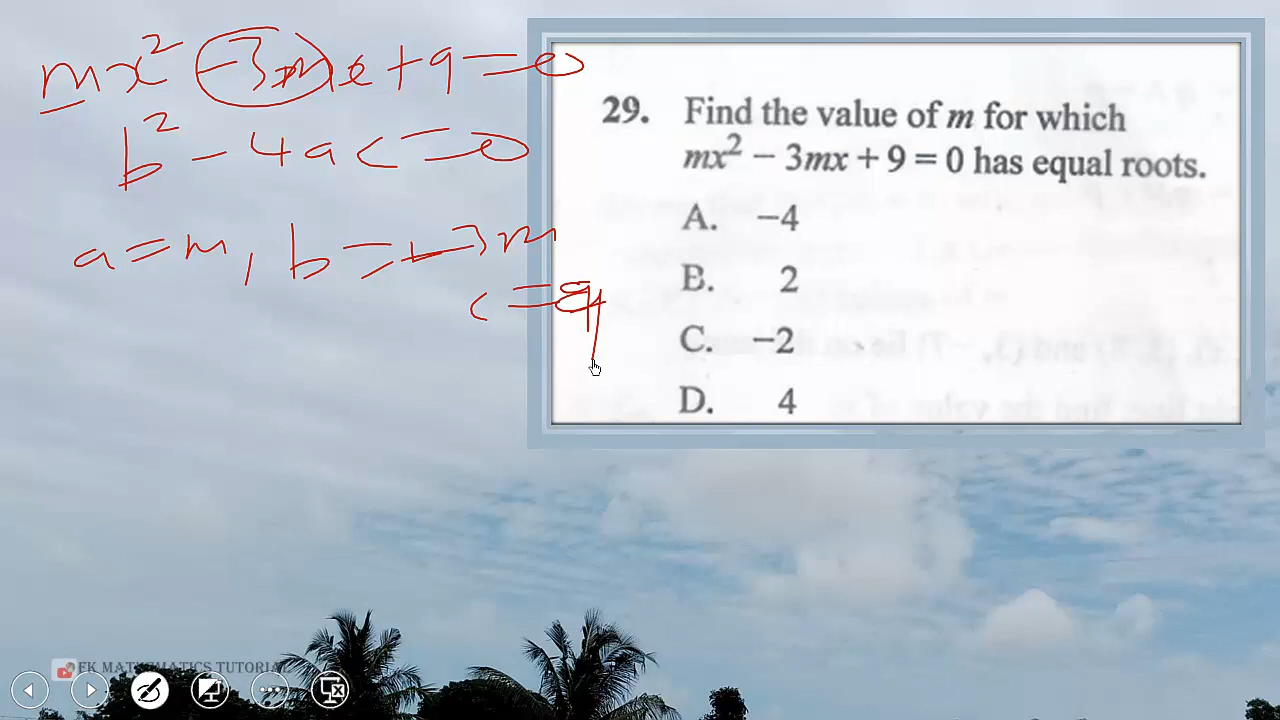 mx² -3mx + 9 = 0
b² - 4ac = 0
a = m, b = -3m
c = 9
29. Find the value of m for which
mx² - 3mx + 9 = 0 has equal roots.
A. -4
B. 2
C. -2
D. 4
EK MATHEMATICS TUTORIAL